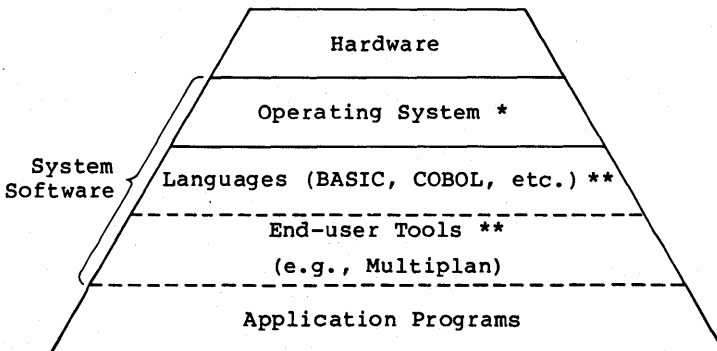 Hardware
Operating System *
System
Software
Languages (BASIC, COBOL, etc.) **
End-user Tools **
(e.g., Multiplan)
Application Programs